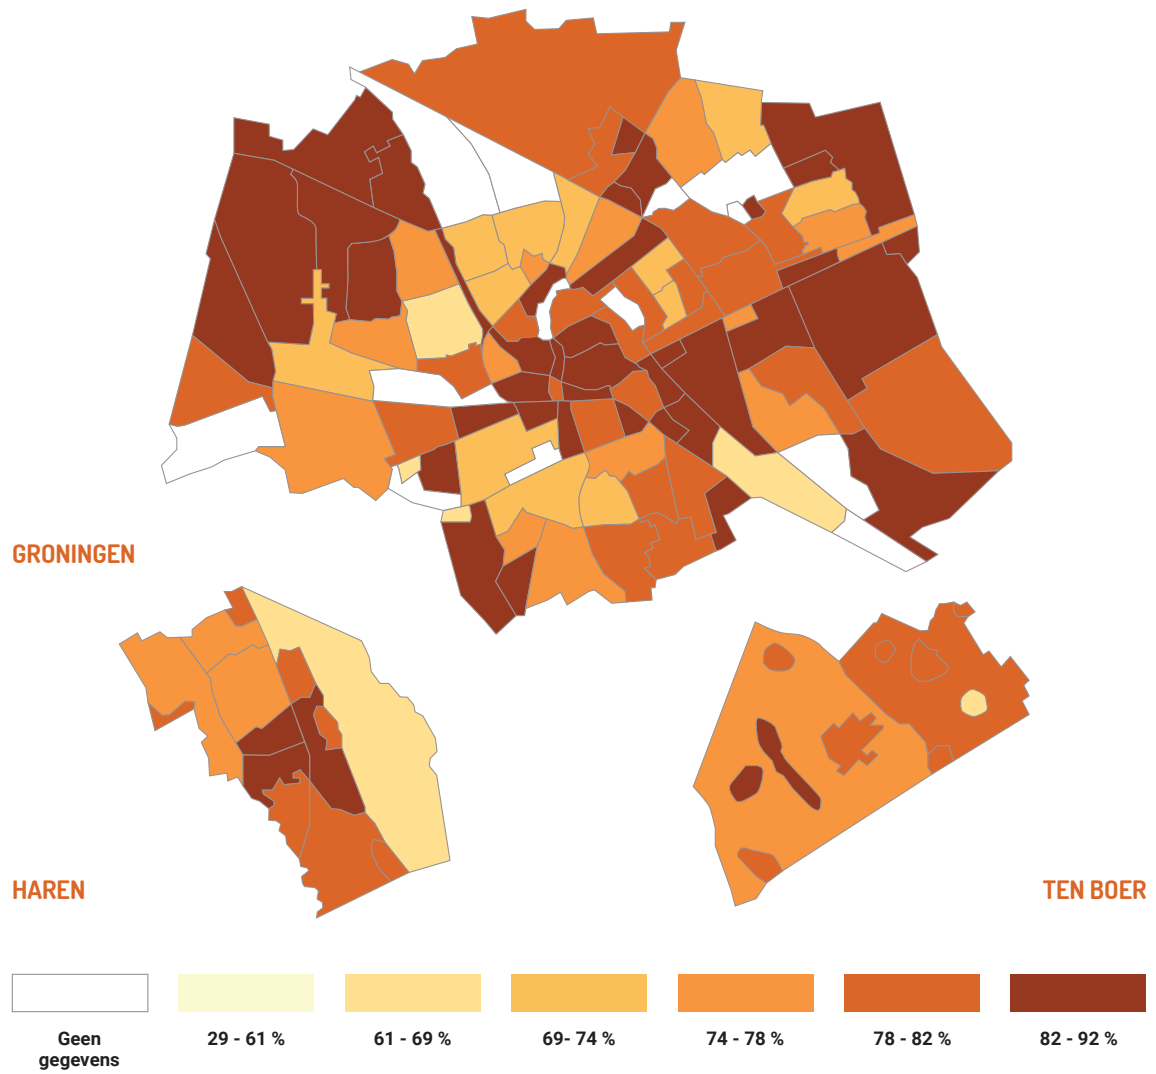 GRONINGEN
HAREN
TEN BOER
Geen
gegevens
29 - 61 %
61 - 69 %
69- 74 %
74 - 78 %
78 - 82 %
82 - 92 %